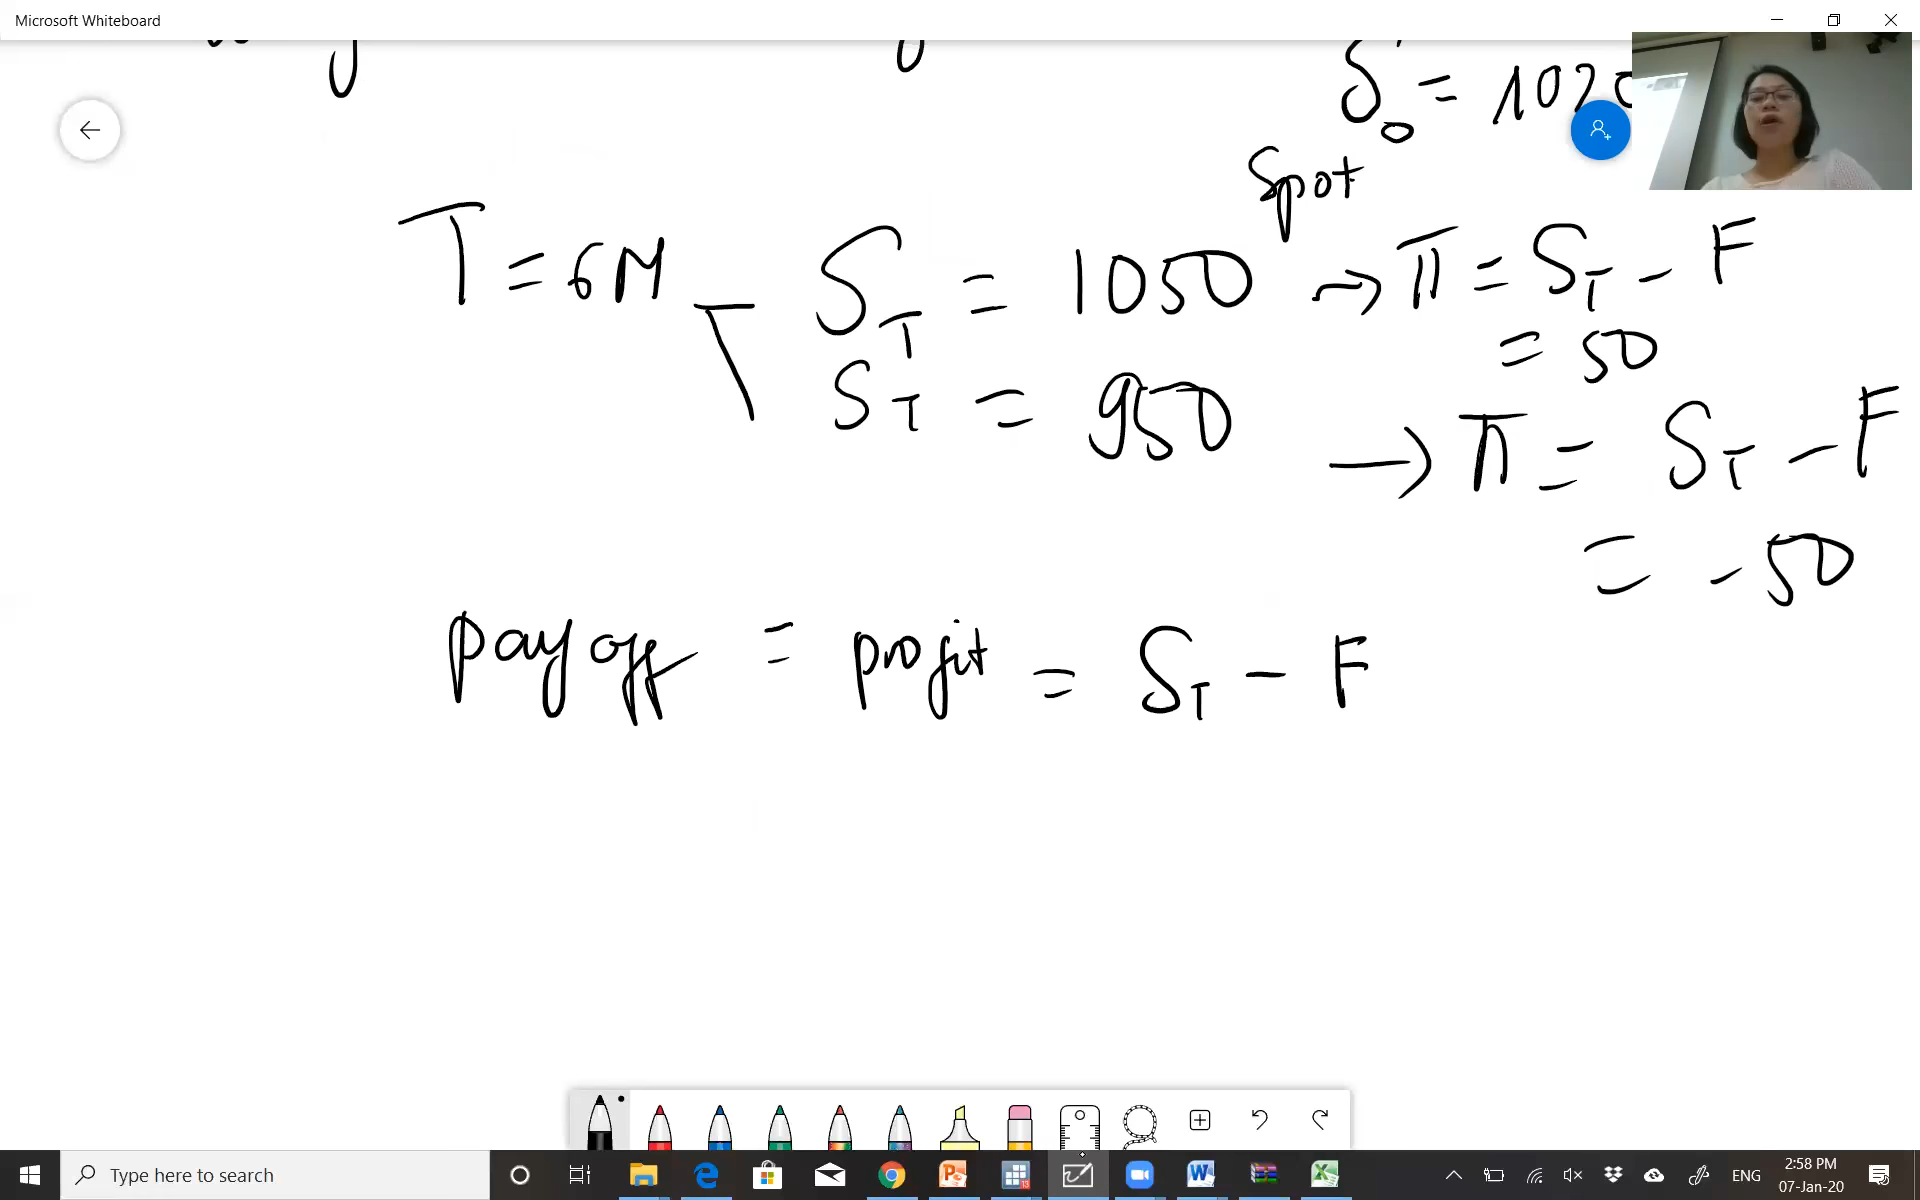 Microsoft Whiteboard
S₀ = 1020
Spot
T = 6M
S_T = 1050 → π = S_T - F
= 50
S_T = 950 → π = S_T - F
= -50
payoff = profit = S_T - F
Type here to search
ENG
2:58 PM
07-Jan-20